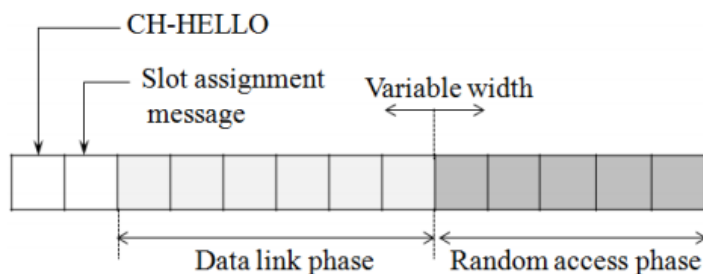 CH-HELLO
Slot assignment
message
Variable width
Data link phase
Random access phase